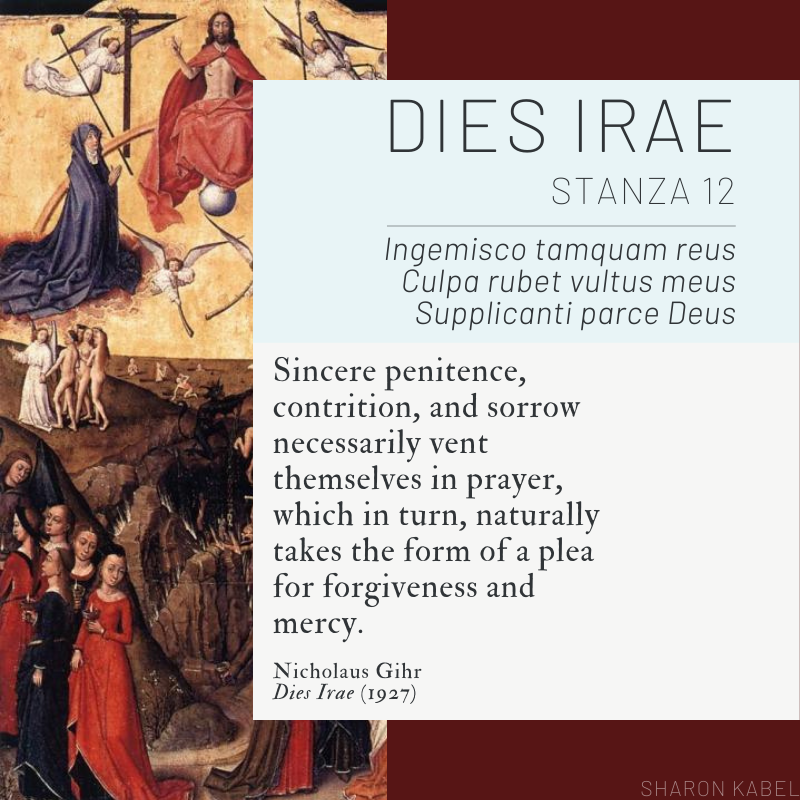 DIES IRAE
STANZA 12
Ingemisco tamquam reus
Culpa rubet vultus meus
Supplicanti parce Deus
Sincere penitence,
contrition, and sorrow
necessarily vent
themselves in prayer,
which in turn, naturally
takes the form of a plea
for forgiveness and
mercy.
Nicholaus Gihr
Dies Irae (1927)
SHARON KABEL